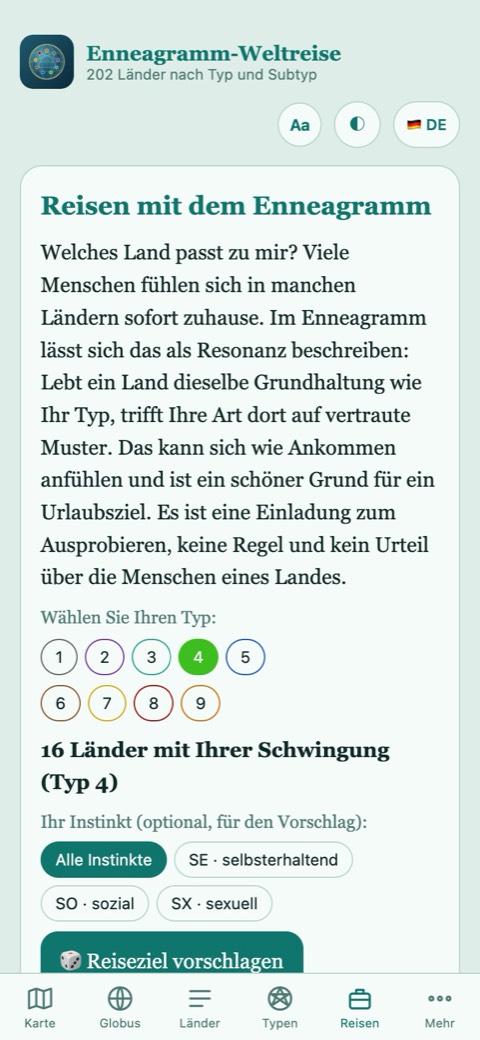 Enneagramm-Weltreise
202 Länder nach Typ und Subtyp
Aa
DE
Reisen mit dem Enneagramm
Welches Land passt zu mir? Viele
Menschen fühlen sich in manchen
Ländern sofort zuhause. Im Enneagramm
lässt sich das als Resonanz beschreiben:
Lebt ein Land dieselbe Grundhaltung wie
Ihr Typ, trifft Ihre Art dort auf vertraute
Muster. Das kann sich wie Ankommen
anfühlen und ist ein schöner Grund für ein
Urlaubsziel. Es ist eine Einladung zum
Ausprobieren, keine Regel und kein Urteil
über die Menschen eines Landes.
Wählen Sie Ihren Typ:
1 2 3 4 5
6 7 8 9
16 Länder mit Ihrer Schwingung
(Typ 4)
Ihr Instinkt (optional, für den Vorschlag):
Alle Instinkte SE · selbsterhaltend
SO · sozial SX · sexuell
Reiseziel vorschlagen
Karte Globus Länder Typen Reisen Mehr